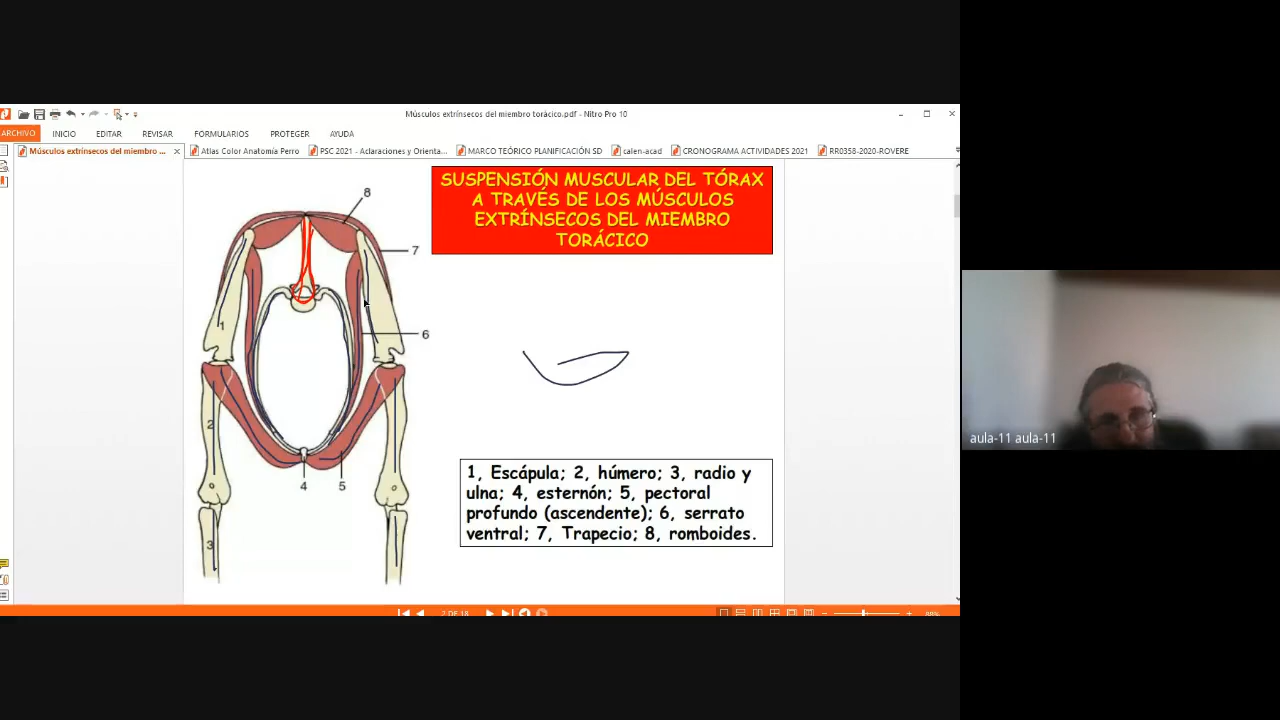 Músculos extrínsecos del miembro torácico.pdf - Nitro Pro 10
ARCHIVO INICIO EDITAR REVISAR FORMULARIOS PROTEGER AYUDA
Músculos extrínsecos del miembro ... Atlas Color Anatomía Perro PSC 2021 - Aclaraciones y Orienta... MARCO TEÓRICO PLANIFICACIÓN SD calen-acad CRONOGRAMA ACTIVIDADES 2021 RR0358-2020-ROVERE
SUSPENSIÓN MUSCULAR DEL TÓRAX
A TRAVÉS DE LOS MÚSCULOS
EXTRÍNSECOS DEL MIEMBRO
TORÁCICO
8
7
1
6
2
4
5
3
1, Escápula; 2, húmero; 3, radio y
ulna; 4, esternón; 5, pectoral
profundo (ascendente); 6, serrato
ventral; 7, Trapecio; 8, romboides.
2 DE 18
88%
aula-11 aula-11